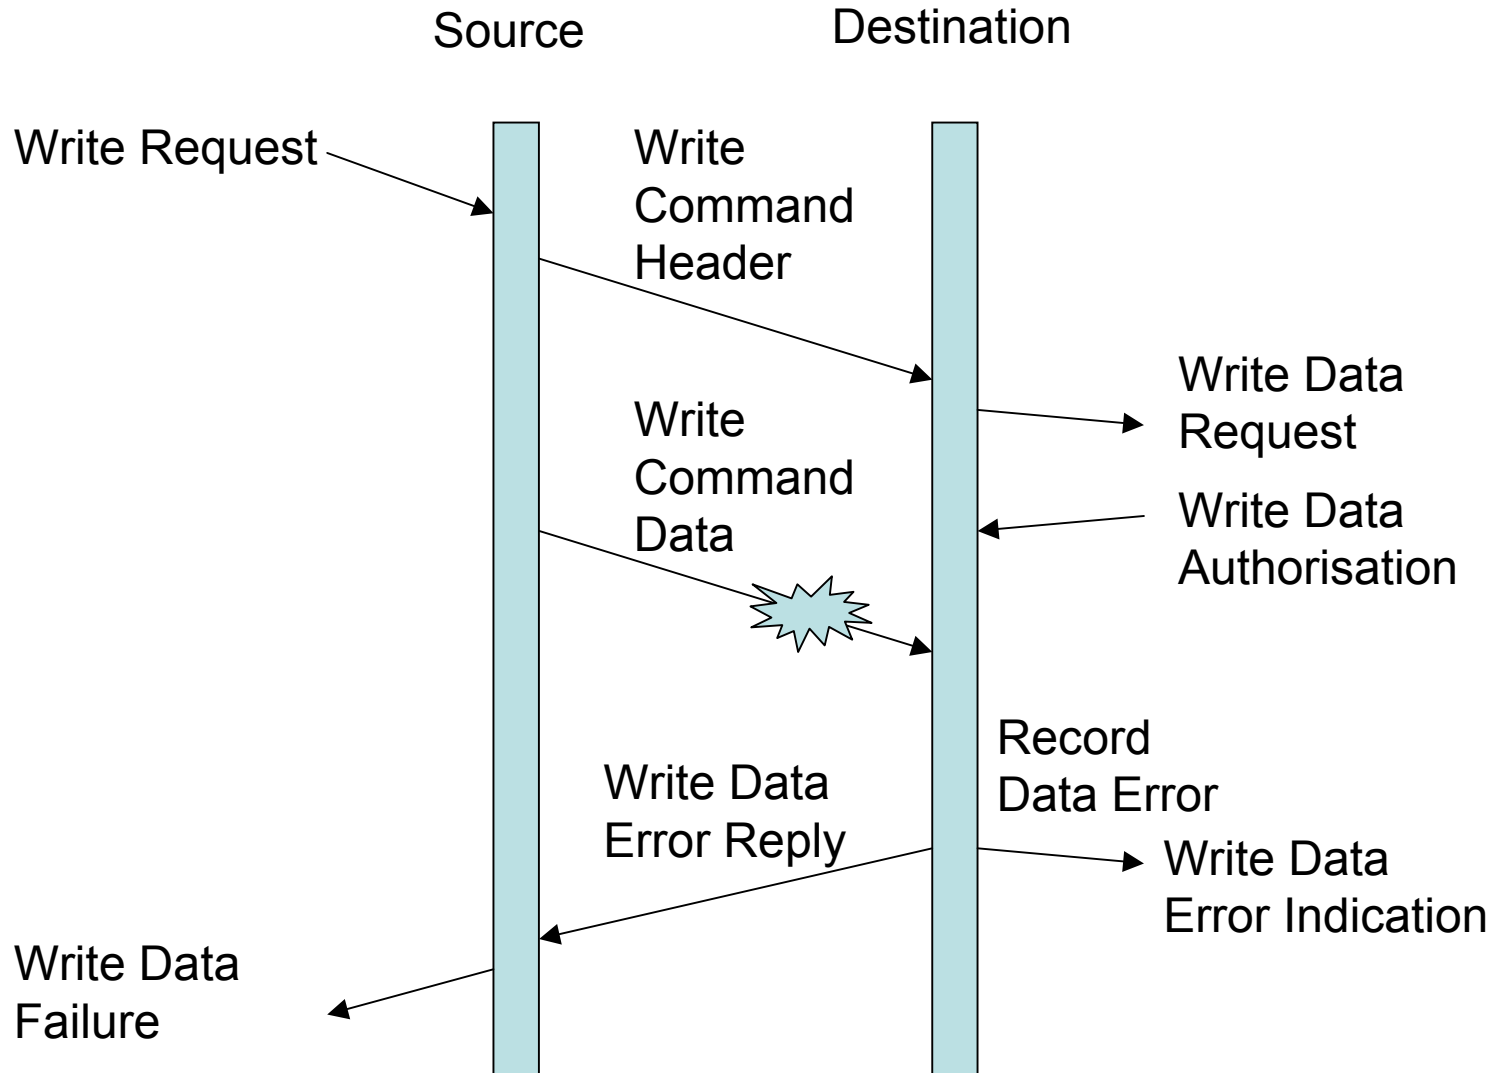 Source
Destination
Write Request
Write
Command
Header
Write Data
Request
Write
Command
Data
Write Data
Authorisation
Record
Data Error
Write Data
Error Reply
Write Data
Error Indication
Write Data
Failure